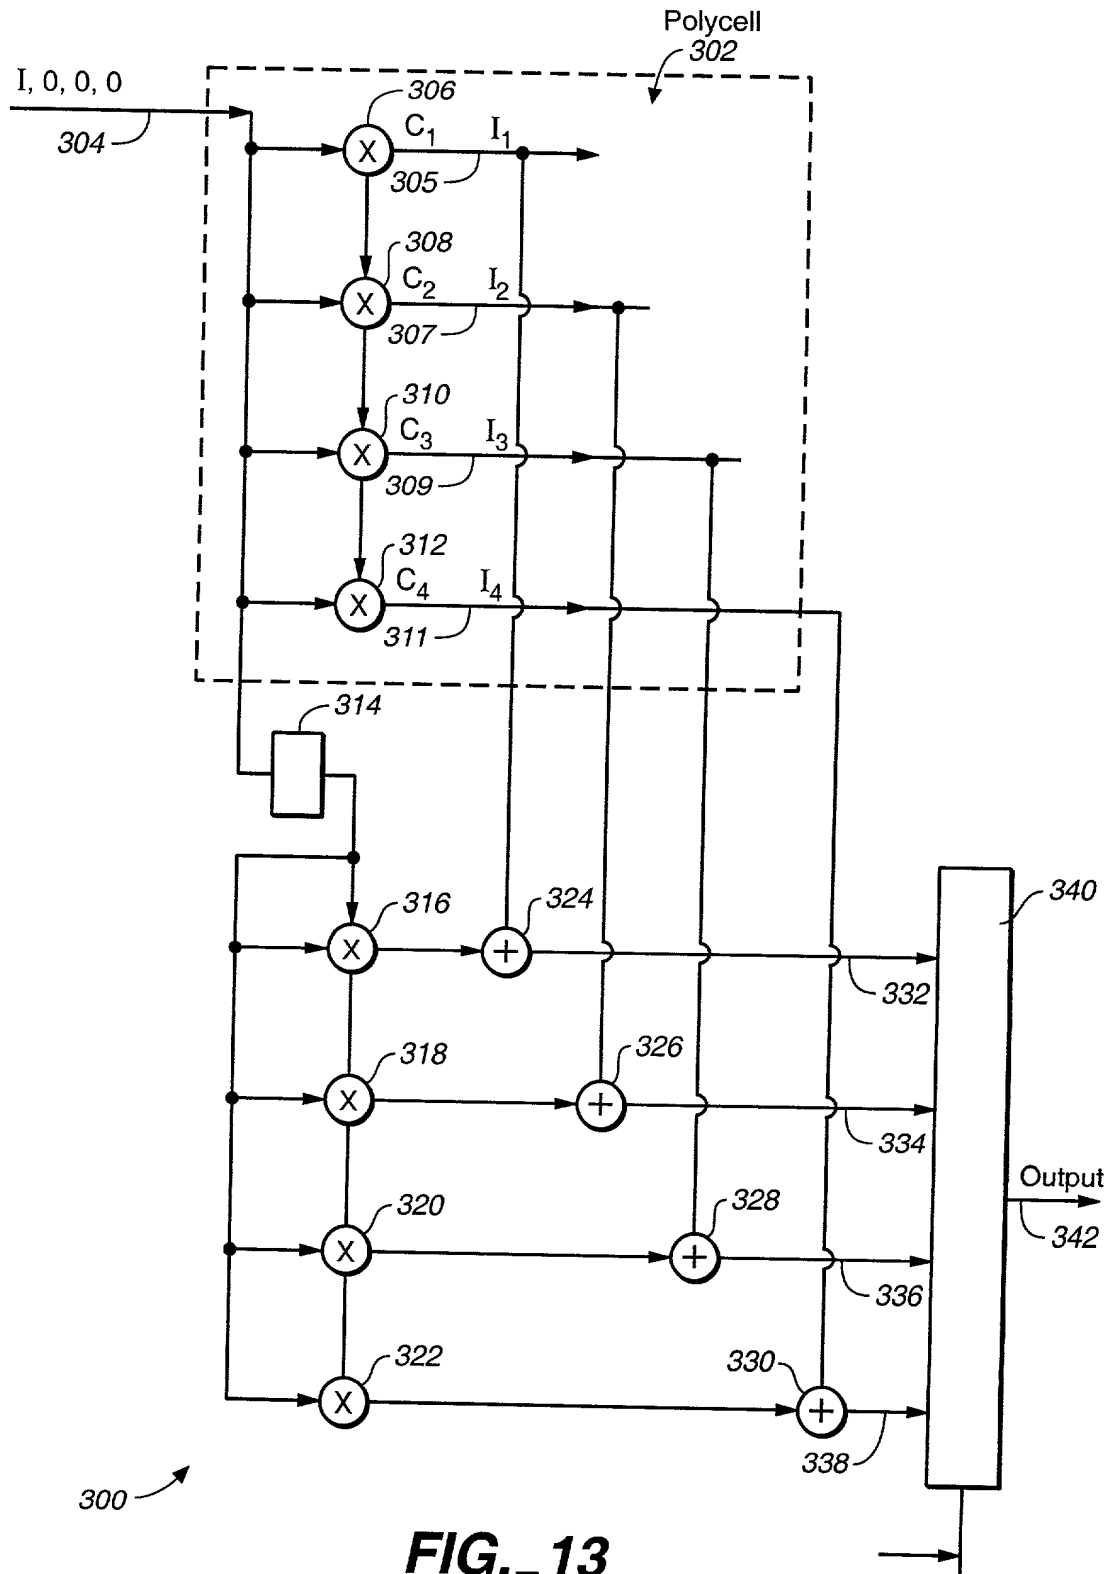 Polycell
302
I, 0, 0, 0
304
306
X
C1 I1
305
308
X
C2 I2
307
310
X
C3 I3
309
312
X
C4 I4
311
314
316
X
324
+
340
332
318
X
326
+
334
Output
342
320
X
328
+
336
322
X
330
+
338
300
FIG._13